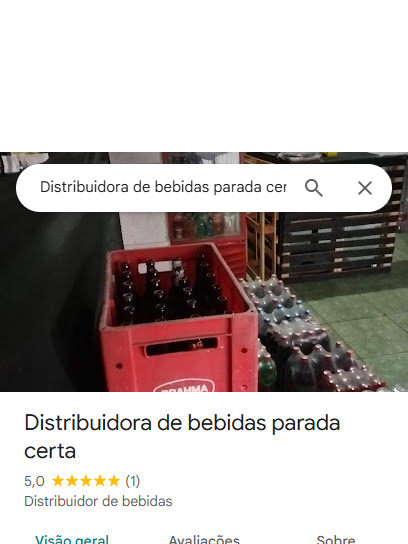 Distribuidora de bebidas parada cer
BRAHMA
Distribuidora de bebidas parada
certa
5,0 (1)
Distribuidor de bebidas
Visão geral Avaliações Sobre